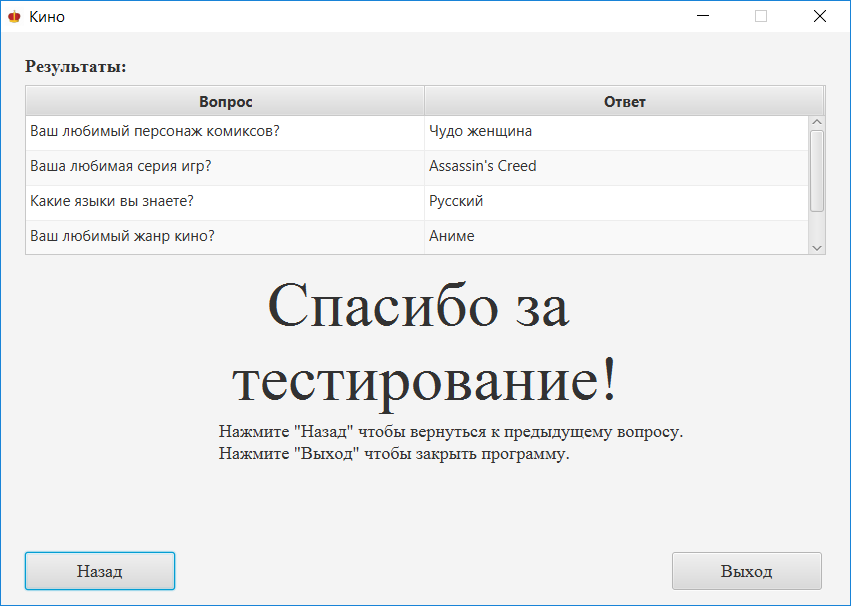 Кино
Результаты:
Вопрос Ответ
Ваш любимый персонаж комиксов? Чудо женщина
Ваша любимая серия игр? Assassin's Creed
Какие языки вы знаете? Русский
Ваш любимый жанр кино? Аниме
Спасибо за
тестирование!
Нажмите "Назад" чтобы вернуться к предыдущему вопросу.
Нажмите "Выход" чтобы закрыть программу.
Назад Выход